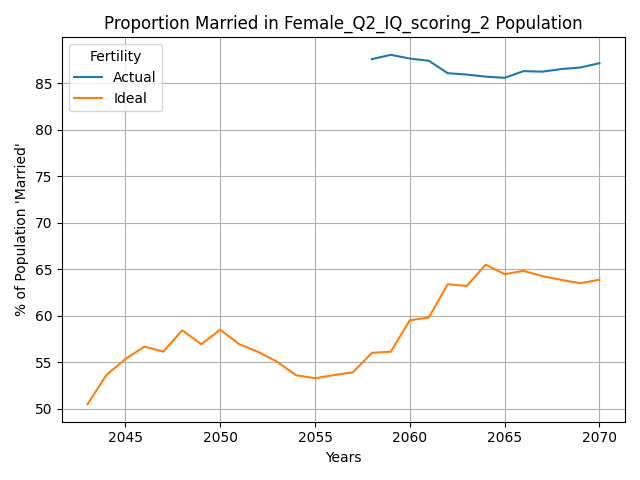 Proportion Married in Female_Q2_IQ_scoring_2 Population
Fertility
Actual
Ideal
% of Population 'Married'
85
80
75
70
65
60
55
50
2045
2050
2055
2060
2065
2070
Years